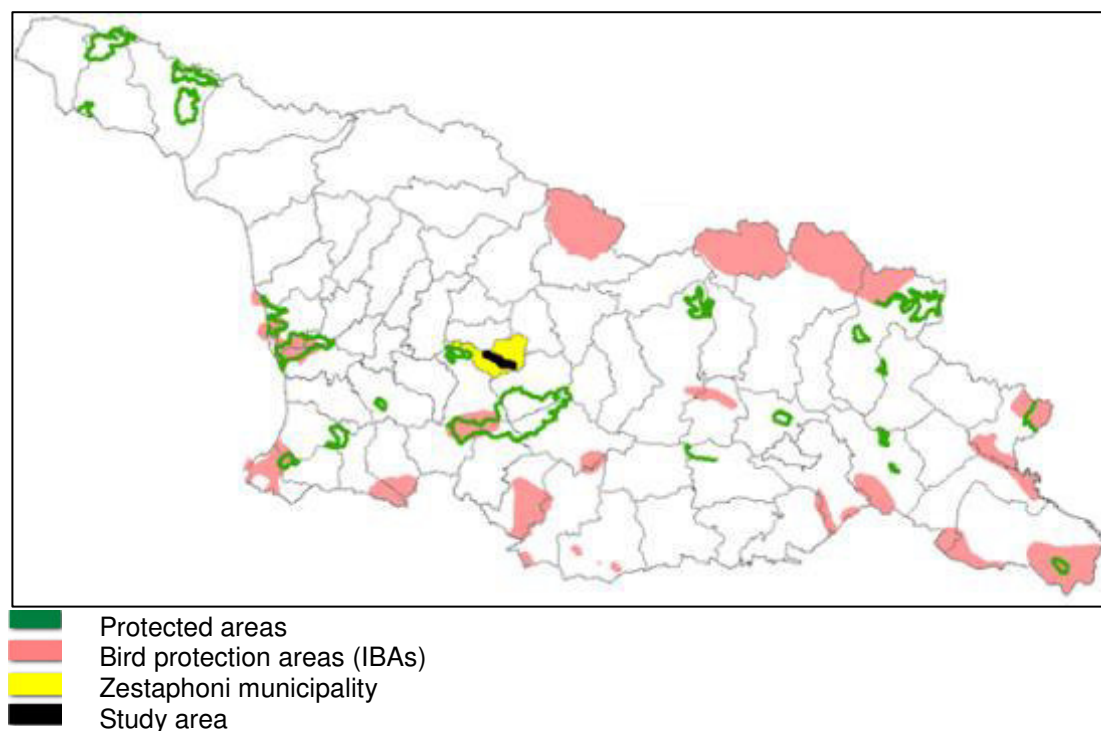 Protected areas
Bird protection areas (IBAs)
Zestaphoni municipality
Study area